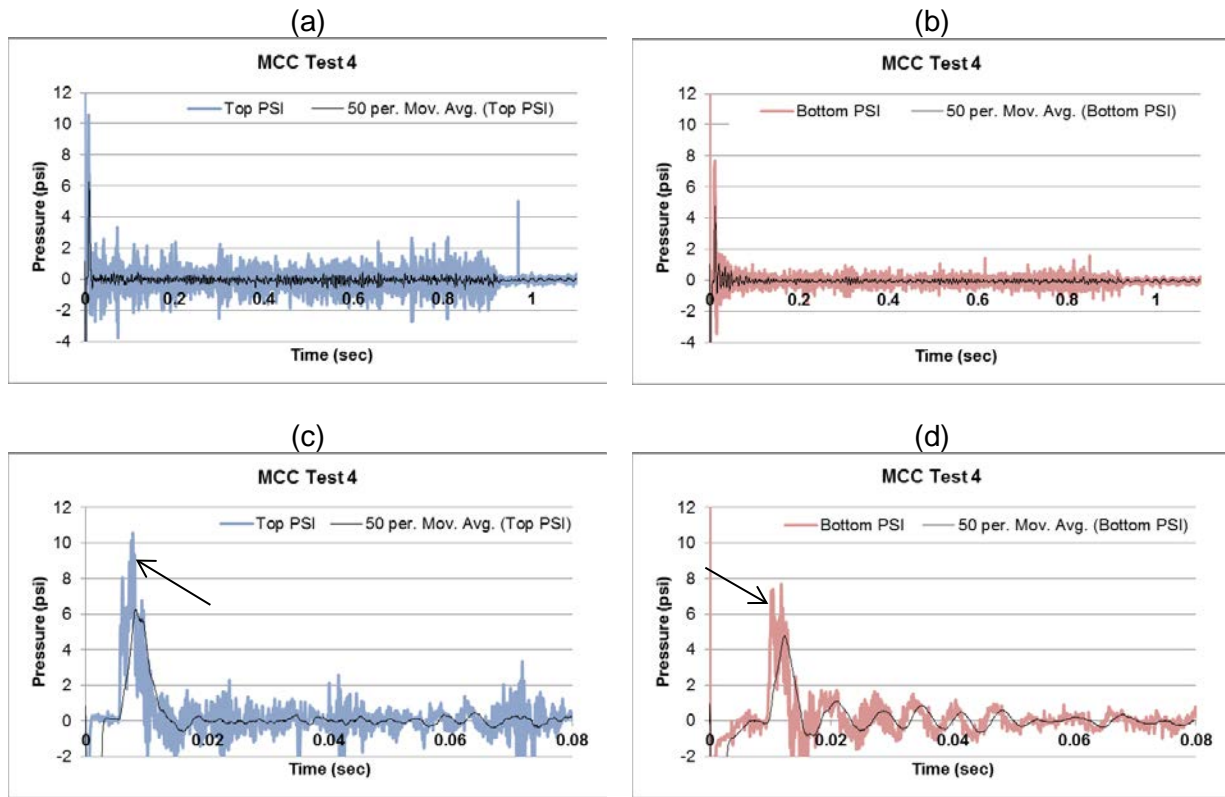 (a)
MCC Test 4
Top PSI 50 per. Mov. Avg. (Top PSI)
Pressure (psi)
12
10
8
6
4
2
0
-2
-4
0 0.2 0.4 0.6 0.8 1
Time (sec)
(b)
MCC Test 4
Bottom PSI 50 per. Mov. Avg. (Bottom PSI)
Pressure (psi)
12
10
8
6
4
2
0
-2
-4
0 0.2 0.4 0.6 0.8 1
Time (sec)
(c)
MCC Test 4
Top PSI 50 per. Mov. Avg. (Top PSI)
Pressure (psi)
12
10
8
6
4
2
0
-2
0 0.02 0.04 0.06 0.08
Time (sec)
(d)
MCC Test 4
Bottom PSI 50 per. Mov. Avg. (Bottom PSI)
Pressure (psi)
12
10
8
6
4
2
0
-2
0 0.02 0.04 0.06 0.08
Time (sec)